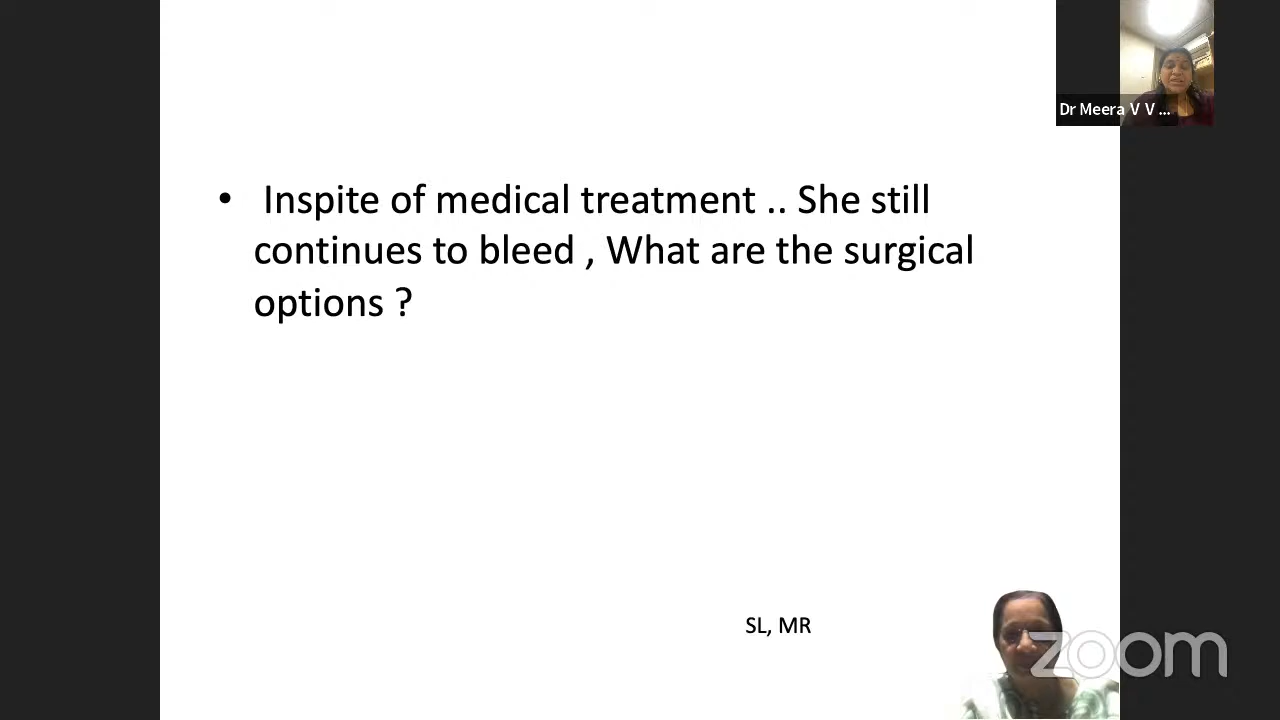 Dr Meera V V ...
• Inspite of medical treatment .. She still
continues to bleed , What are the surgical
options ?
SL, MR
zoom